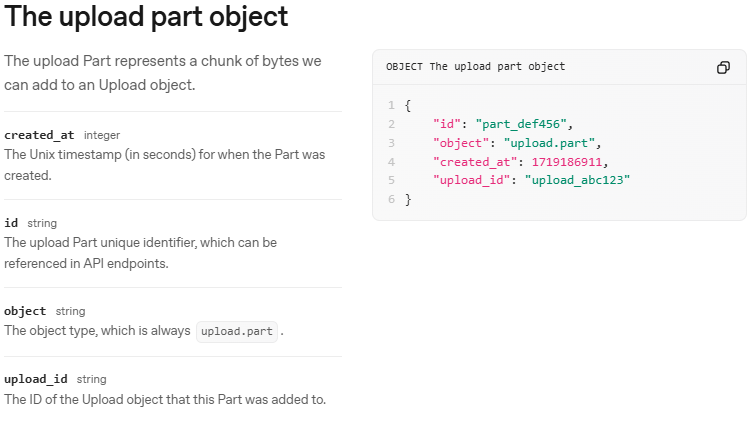 The upload part object
The upload Part represents a chunk of bytes we
can add to an Upload object.
created_at integer
The Unix timestamp (in seconds) for when the Part was
created.
id string
The upload Part unique identifier, which can be
referenced in API endpoints.
object string
The object type, which is always upload.part .
upload_id string
The ID of the Upload object that this Part was added to.
OBJECT The upload part object
1 {
2     "id": "part_def456",
3     "object": "upload.part",
4     "created_at": 1719186911,
5     "upload_id": "upload_abc123"
6 }